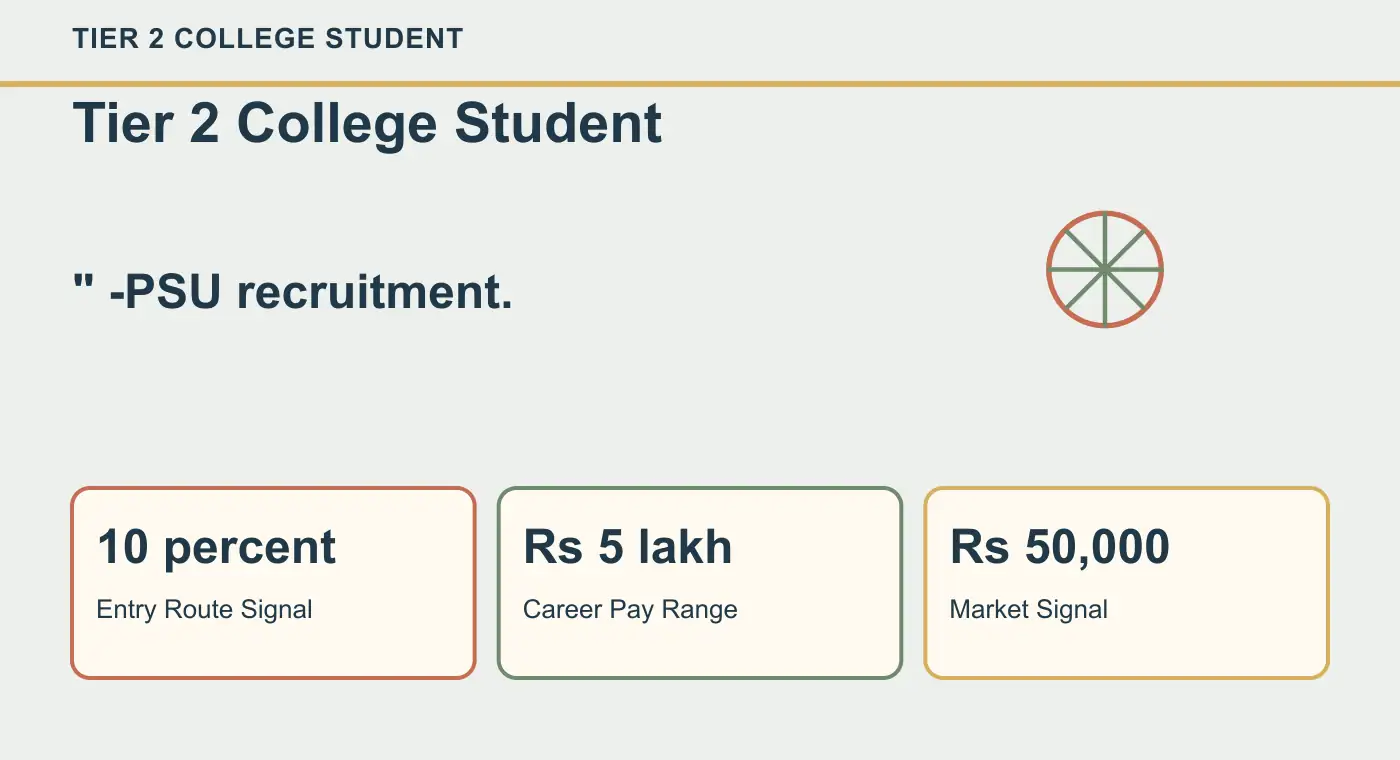 TIER 2 COLLEGE STUDENT
Tier 2 College Student
" -PSU recruitment.
10 percent
Entry Route Signal
Rs 5 lakh
Career Pay Range
Rs 50,000
Market Signal